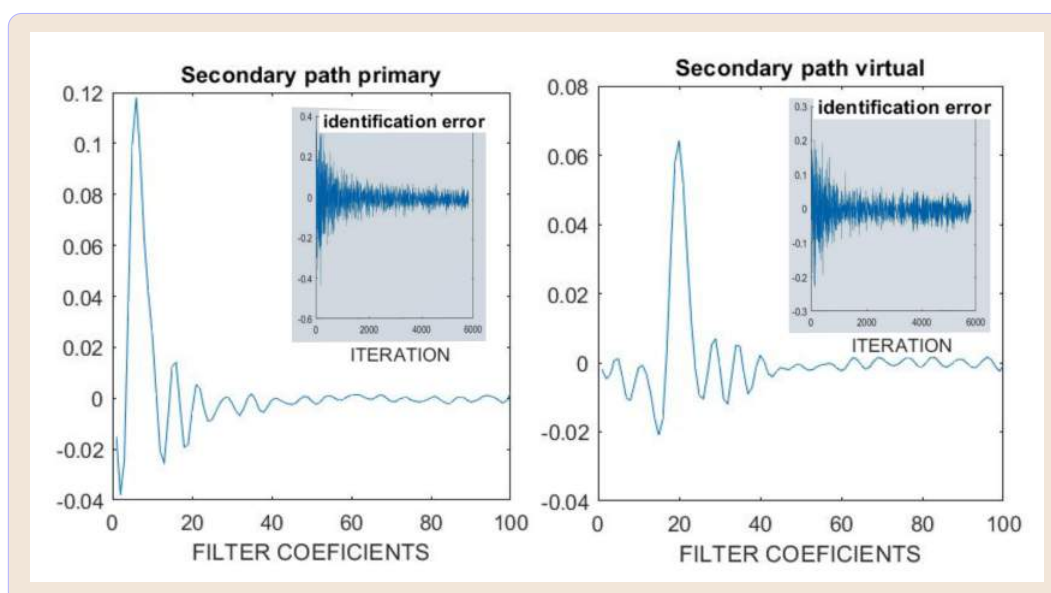 Secondary path primary
0.12
0.1
0.08
0.06
0.04
0.02
0
-0.02
-0.04
0 20 40 60 80 100
FILTER COEFICIENTS
identification error
0.4
0.2
0
-0.2
-0.4
-0.6
0 2000 4000 6000
ITERATION
Secondary path virtual
0.08
0.06
0.04
0.02
0
-0.02
-0.04
0 20 40 60 80 100
FILTER COEFICIENTS
identification error
0.3
0.2
0.1
0
-0.1
-0.2
-0.3
0 2000 4000 6000
ITERATION